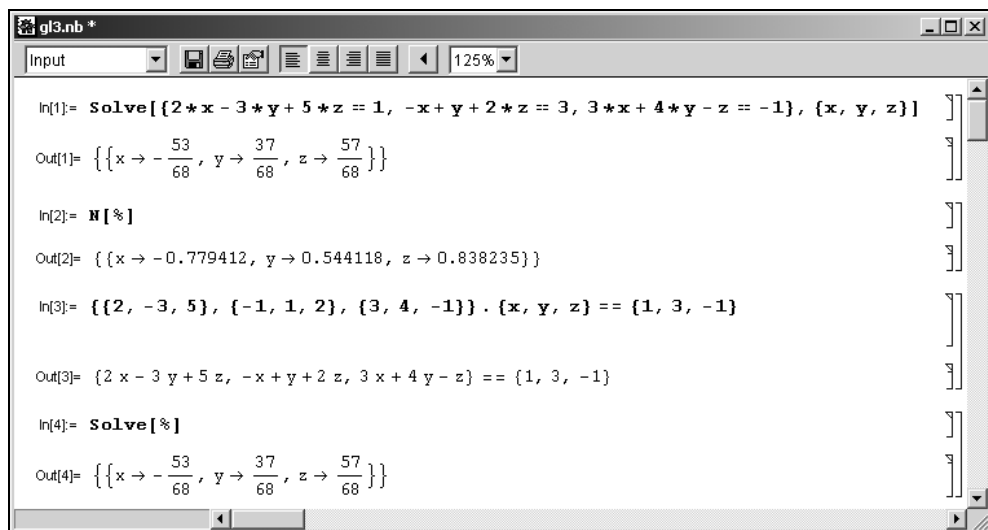 gl3.nb *
Input 125%
In[1]:= Solve[{2*x - 3*y + 5*z == 1, -x + y + 2*z == 3, 3*x + 4*y - z == -1}, {x, y, z}]
Out[1]= {{x → -53/68, y → 37/68, z → 57/68}}
In[2]:= N[%]
Out[2]= {{x → -0.779412, y → 0.544118, z → 0.838235}}
In[3]:= {{2, -3, 5}, {-1, 1, 2}, {3, 4, -1}} . {x, y, z} == {1, 3, -1}
Out[3]= {2 x - 3 y + 5 z, -x + y + 2 z, 3 x + 4 y - z} == {1, 3, -1}
In[4]:= Solve[%]
Out[4]= {{x → -53/68, y → 37/68, z → 57/68}}